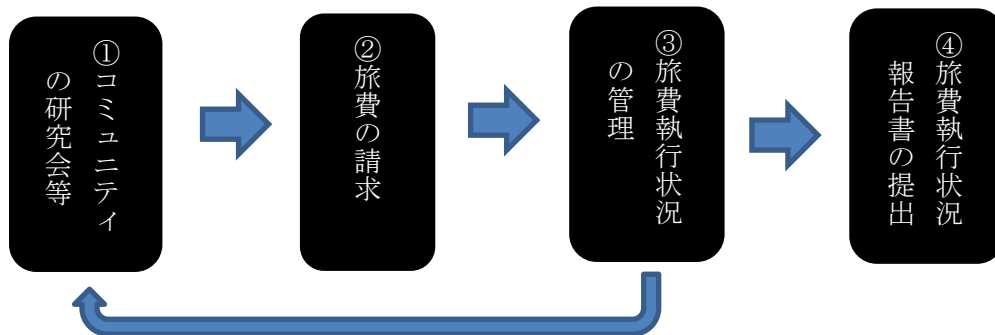 ①コミュニティ
の研究会等
②旅費の請求
③旅費執行状況
の管理
④旅費執行状況
報告書の提出